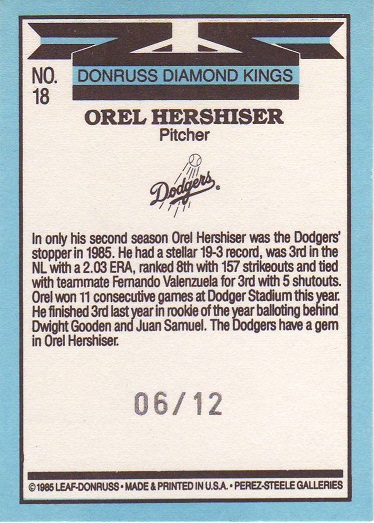 NO.
18
DONRUSS DIAMOND KINGS
OREL HERSHISER
Pitcher
Dodgers®
In only his second season Orel Hershiser was the Dodgers'
stopper in 1985. He had a stellar 19-3 record, was 3rd in the
NL with a 2.03 ERA, ranked 8th with 157 strikeouts and tied
with teammate Fernando Valenzuela for 3rd with 5 shutouts.
Orel won 11 consecutive games at Dodger Stadium this year.
He finished 3rd last year in rookie of the year balloting behind
Dwight Gooden and Juan Samuel. The Dodgers have a gem
in Orel Hershiser.
06/12
©1985 LEAF-DONRUSS • MADE & PRINTED IN U.S.A. • PEREZ-STEELE GALLERIES